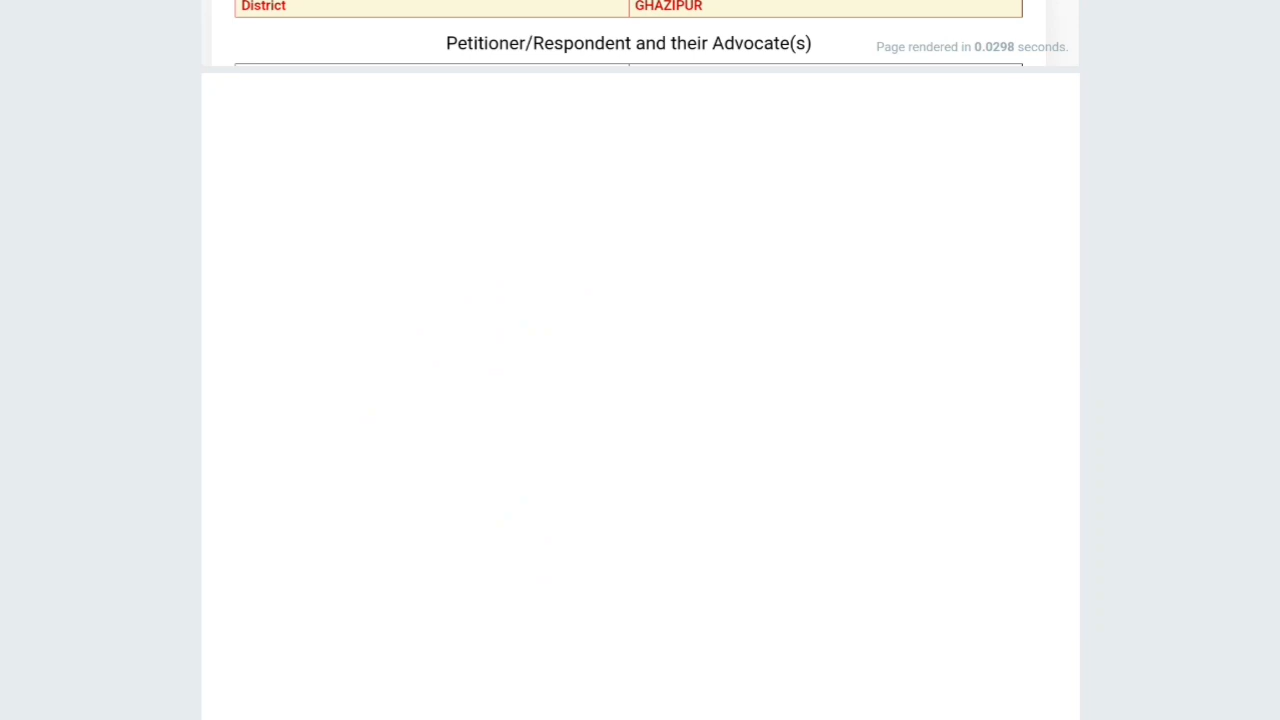 District GHAZIPUR
Petitioner/Respondent and their Advocate(s)
Page rendered in 0.0298 seconds.